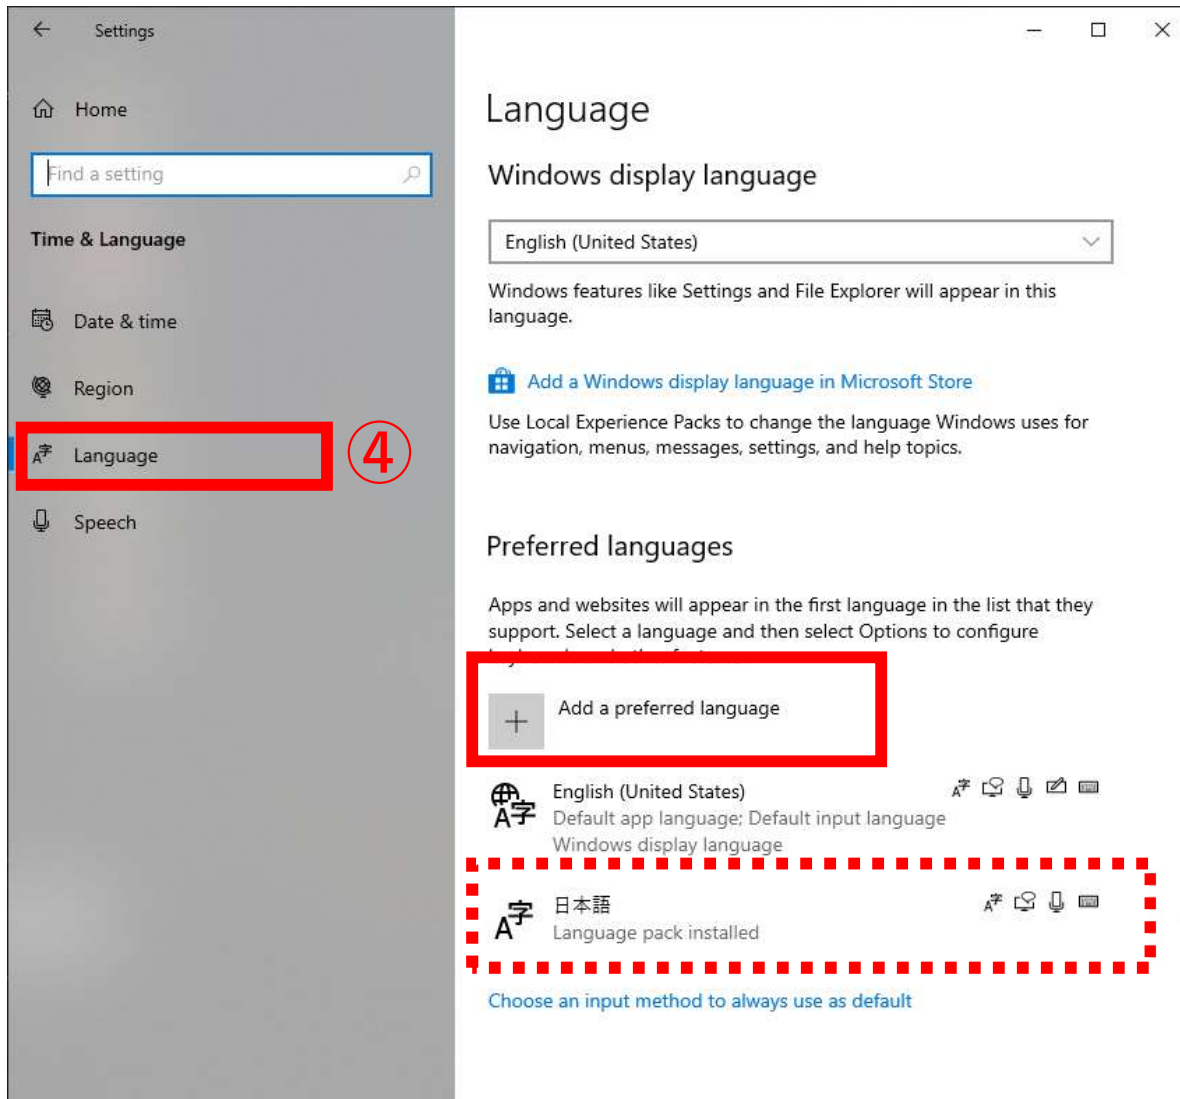 Settings
Home
Find a setting
Time & Language
Date & time
Region
Language
④
Speech
Language
Windows display language
English (United States)
Windows features like Settings and File Explorer will appear in this
language.
Add a Windows display language in Microsoft Store
Use Local Experience Packs to change the language Windows uses for
navigation, menus, messages, settings, and help topics.
Preferred languages
Apps and websites will appear in the first language in the list that they
support. Select a language and then select Options to configure
Add a preferred language
English (United States)
Default app language; Default input language
Windows display language
日本語
Language pack installed
Choose an input method to always use as default